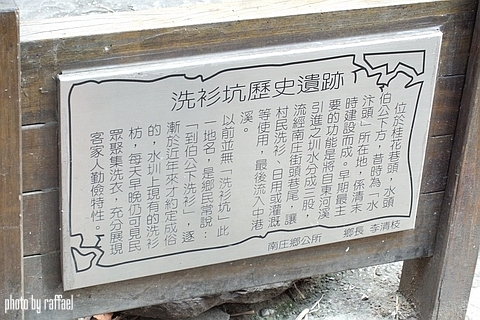 洗衫坑歷史遺跡
位於桂花巷頭，水頭
伯公下方，昔時為「水
汴頭」所在地，係清末
時建設而成。早期最主
要的功能是將自東河溪
引進之圳水分成三股，
流經南庄街頭巷尾，讓
村民洗衫、日用或灌溉
等使用，最後流入中港
溪。
以前並無「洗衫坑」此
一地名，是鄉民常說：
「到伯公下洗衫」，逐
漸於近年來才約定成俗
的，水圳上現有的洗衫
枋，每天早晚仍可見民
眾聚集洗衣，充分展現
客家人勤儉特性。
南庄鄉公所 鄉長 李清枝
photo by raffael